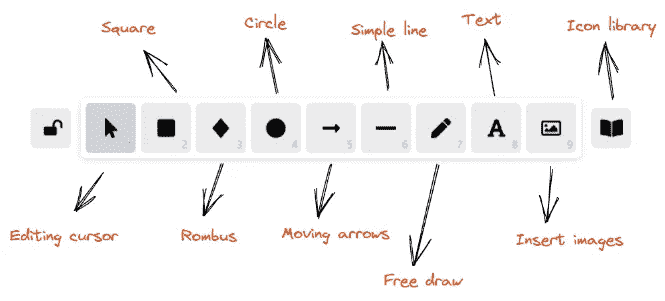 Square
Circle
Simple line
Text
Icon library
2
3
4
5
6
7
A
8
9
Editing cursor
Rombus
Moving arrows
Free draw
Insert images